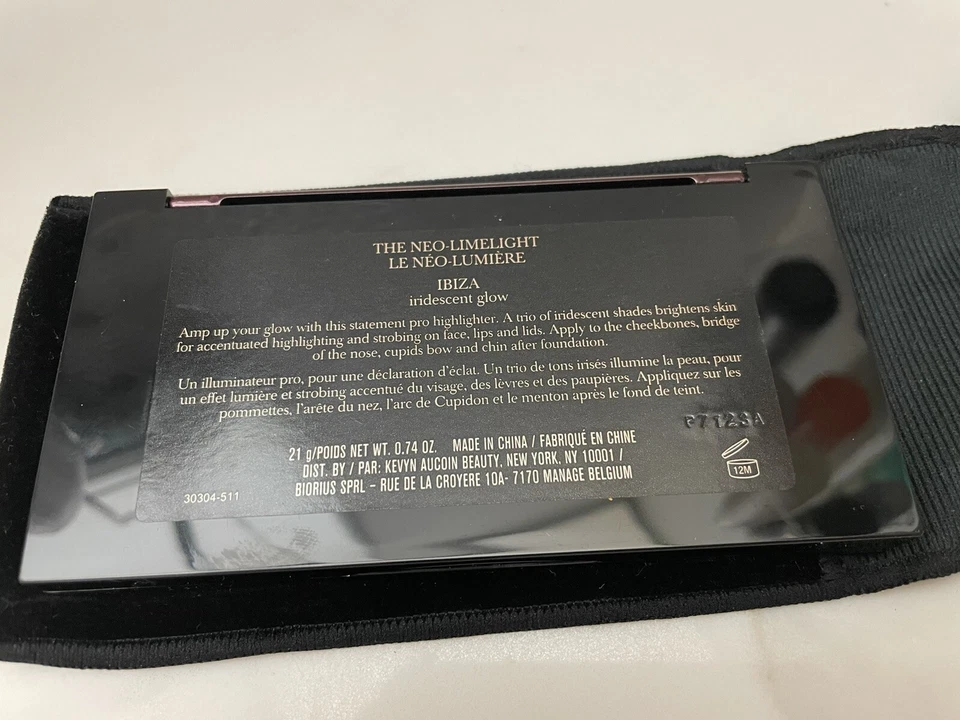 THE NEO-LIMELIGHT
LE NÉO-LUMIÈRE
IBIZA
iridescent glow
Amp up your glow with this statement pro highlighter. A trio of iridescent shades brightens skin
for accentuated highlighting and strobing on face, lips and lids. Apply to the cheekbones, bridge
of the nose, cupids bow and chin after foundation.
Un illuminateur pro, pour une déclaration d'éclat. Un trio de tons irisés illumine la peau, pour
un effet lumière et strobing accentué du visage, des lèvres et des paupières. Appliquez sur les
pommettes, l'arête du nez, l'arc de Cupidon et le menton après le fond de teint.
P7123A
21 g/POIDS NET WT. 0.74 OZ. MADE IN CHINA / FABRIQUÉ EN CHINE
DIST. BY / PAR: KEVYN AUCOIN BEAUTY, NEW YORK, NY 10001 /
BIORIUS SPRL – RUE DE LA CROYERE 10A- 7170 MANAGE BELGIUM
12M
30304-511